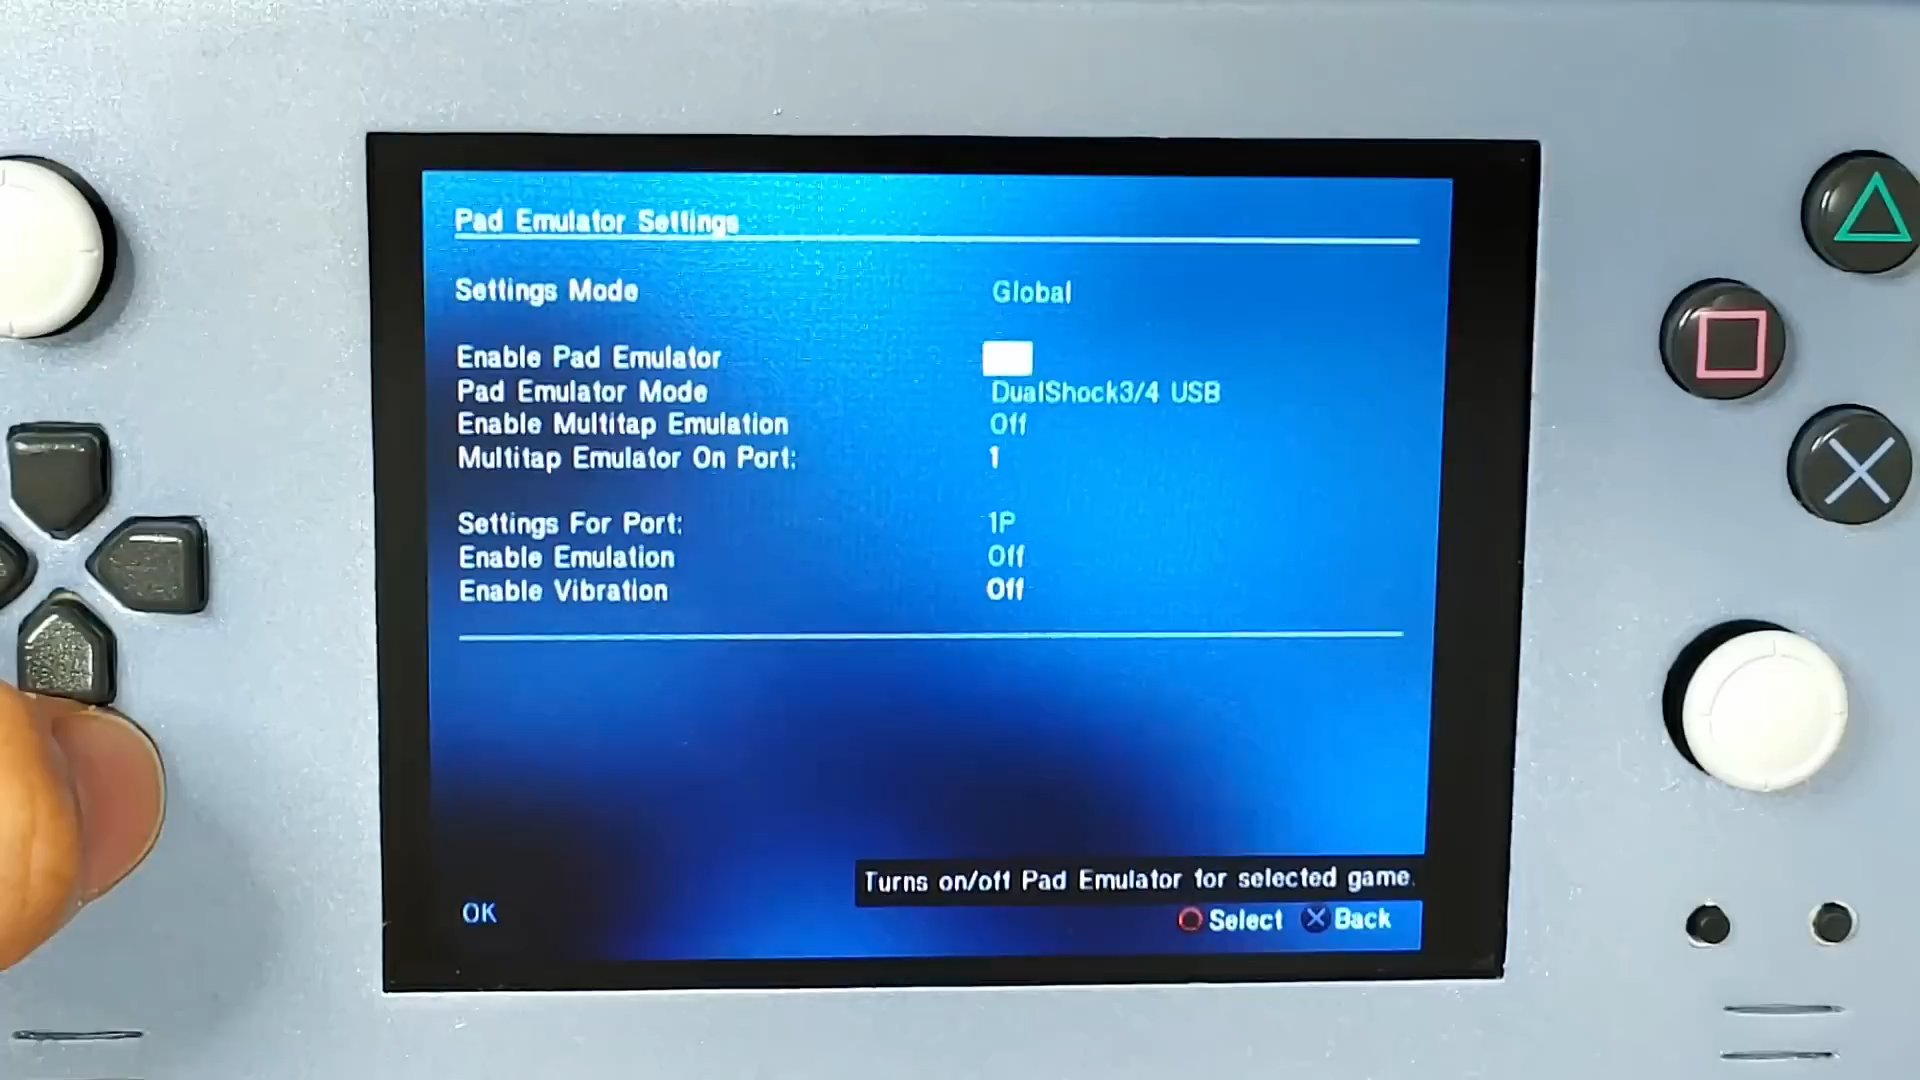 Pad Emulator Settings
Settings Mode Global
Enable Pad Emulator
Pad Emulator Mode DualShock3/4 USB
Enable Multitap Emulation Off
Multitap Emulator On Port: 1
Settings For Port: 1P
Enable Emulation Off
Enable Vibration Off
Turns on/off Pad Emulator for selected game.
OK
Select Back